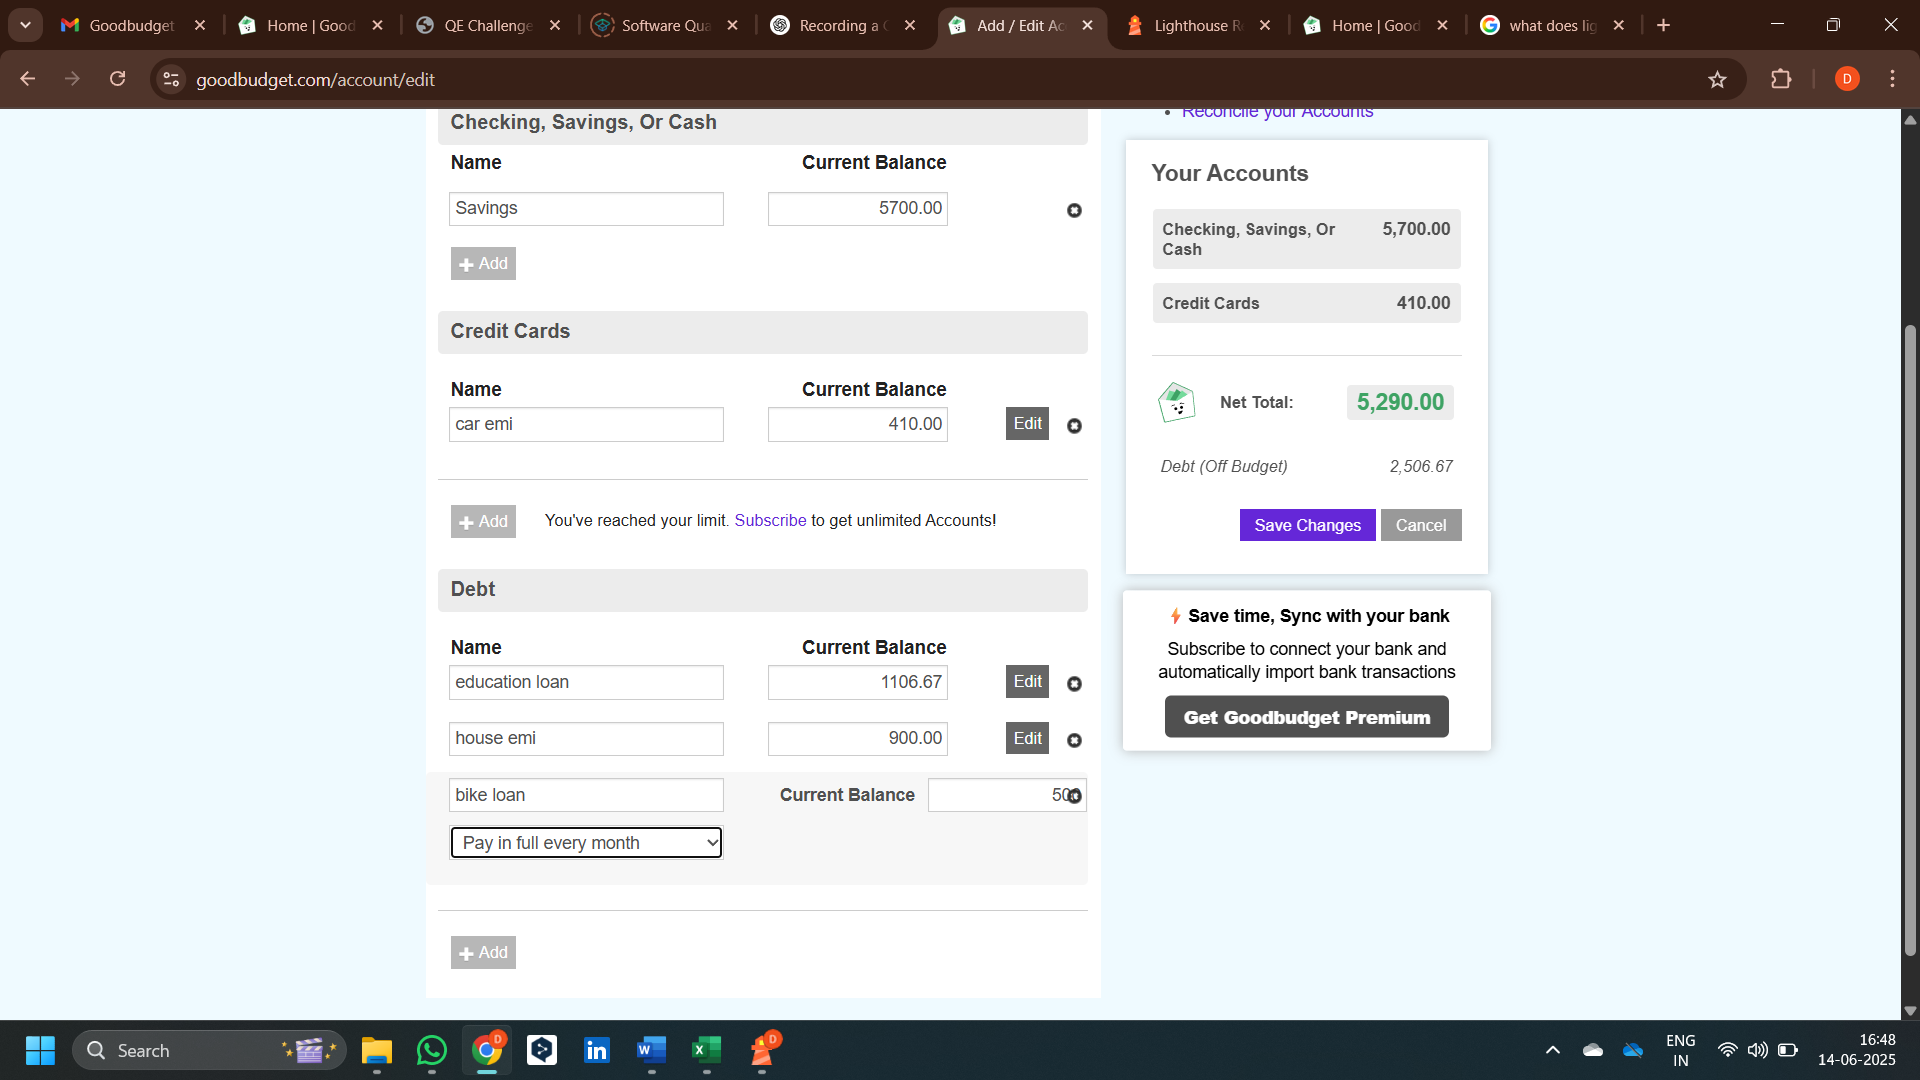 Goodbudget
Home | Good
QE Challenge
Software Qua
Recording a
Add / Edit Ac
Lighthouse R
Home | Good
what does lig
goodbudget.com/account/edit
D
Reconcile your Accounts
Checking, Savings, Or Cash
Name Current Balance
Savings 5700.00
Add
Credit Cards
Name Current Balance
car emi 410.00 Edit
Add You've reached your limit. Subscribe to get unlimited Accounts!
Debt
Name Current Balance
education loan 1106.67 Edit
house emi 900.00 Edit
bike loan Current Balance
Pay in full every month
Add
Your Accounts
Checking, Savings, Or 5,700.00
Cash
Credit Cards 410.00
Net Total: 5,290.00
Debt (Off Budget) 2,506.67
Save Changes Cancel
Save time, Sync with your bank
Subscribe to connect your bank and
automatically import bank transactions
Get Goodbudget Premium
Search
ENG
IN
16:48
14-06-2025